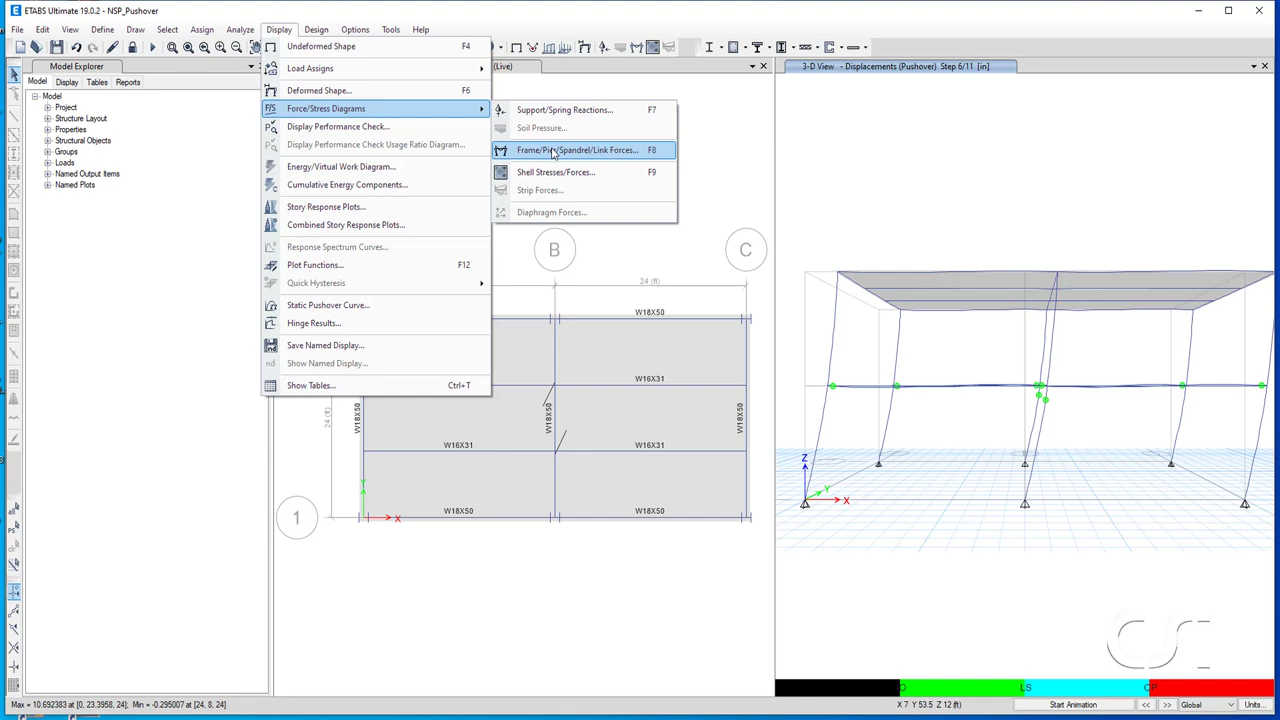 ETABS Ultimate 19.0.2 - NSP_Pushover
File Edit View Define Draw Select Assign Analyze Display Design Options Tools Help
Model Explorer
(Live)
3-D View - Displacements (Pushover) Step 6/11 [in]
Model Display Tables Reports
Model
Project
Structure Layout
Properties
Structural Objects
Groups
Loads
Named Output Items
Named Plots
Undeformed Shape F4
Load Assigns
Deformed Shape... F6
Force/Stress Diagrams
Display Performance Check...
Display Performance Check Usage Ratio Diagram...
Energy/Virtual Work Diagram...
Cumulative Energy Components...
Story Response Plots...
Combined Story Response Plots...
Response Spectrum Curves...
Plot Functions... F12
Quick Hysteresis
Static Pushover Curve...
Hinge Results...
Save Named Display...
Show Named Display...
Show Tables... Ctrl+T
Support/Spring Reactions... F7
Soil Pressure...
Frame/Pier/Spandrel/Link Forces... F8
Shell Stresses/Forces... F9
Strip Forces...
Diaphragm Forces...
B C
24 (ft)
W18X50
W16X31
24 (ft)
W18X50
W18X50
W18X50
W16X31
W16X31
1
W18X50
W18X50
Y
X
Z
Y
X
CSI
O LS CP
Max = 10.692383 at [0, 23.3958, 24]; Min = -0.295007 at [24, 8, 24]
X 7 Y 53.5 Z 12 (ft)
Start Animation
<< >>
Global
Units...